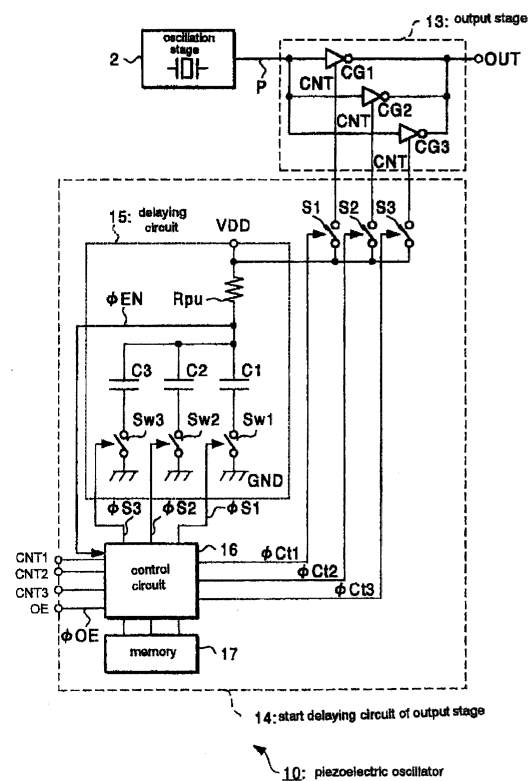 13: output stage
oscillation
stage
2
P
CG1
OUT
CNT
CG2
CNT
CG3
CNT
15: delaying
circuit
VDD
S1
S2
S3
φEN
Rpu
C3
C2
C1
Sw3
Sw2
Sw1
GND
φS3
φS2
φS1
CNT1
CNT2
CNT3
OE
φOE
control
circuit
16
φCt1
φCt2
φCt3
memory
17
14: start delaying circuit of output stage
10: piezoelectric oscillator